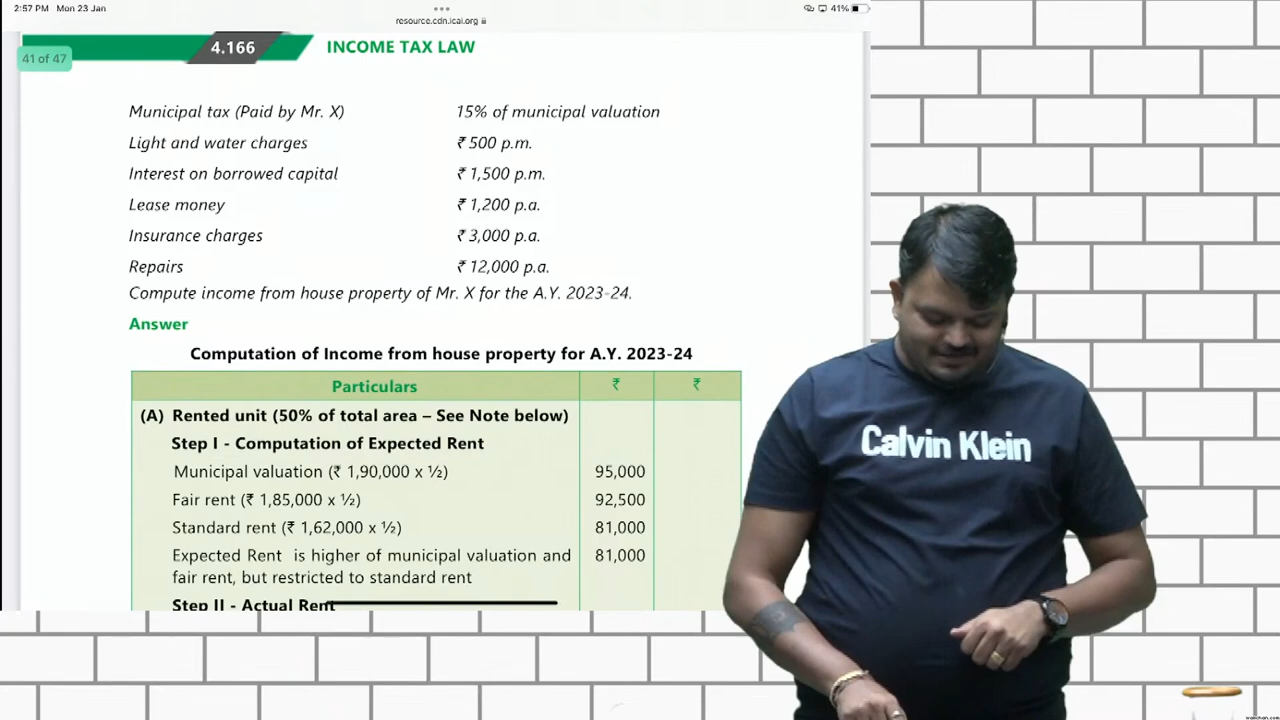 2:57 PM Mon 23 Jan
41%
resource.cdn.icai.org
41 of 47
4.166
INCOME TAX LAW
Municipal tax (Paid by Mr. X) 15% of municipal valuation
Light and water charges ₹ 500 p.m.
Interest on borrowed capital ₹ 1,500 p.m.
Lease money ₹ 1,200 p.a.
Insurance charges ₹ 3,000 p.a.
Repairs ₹ 12,000 p.a.
Compute income from house property of Mr. X for the A.Y. 2023-24.
Answer
Computation of Income from house property for A.Y. 2023-24
Particulars ₹ ₹
(A) Rented unit (50% of total area – See Note below)
Step I - Computation of Expected Rent
Municipal valuation (₹ 1,90,000 x ½) 95,000
Fair rent (₹ 1,85,000 x ½) 92,500
Standard rent (₹ 1,62,000 x ½) 81,000
Expected Rent is higher of municipal valuation and 81,000
fair rent, but restricted to standard rent
Step II - Actual Rent
Calvin Klein